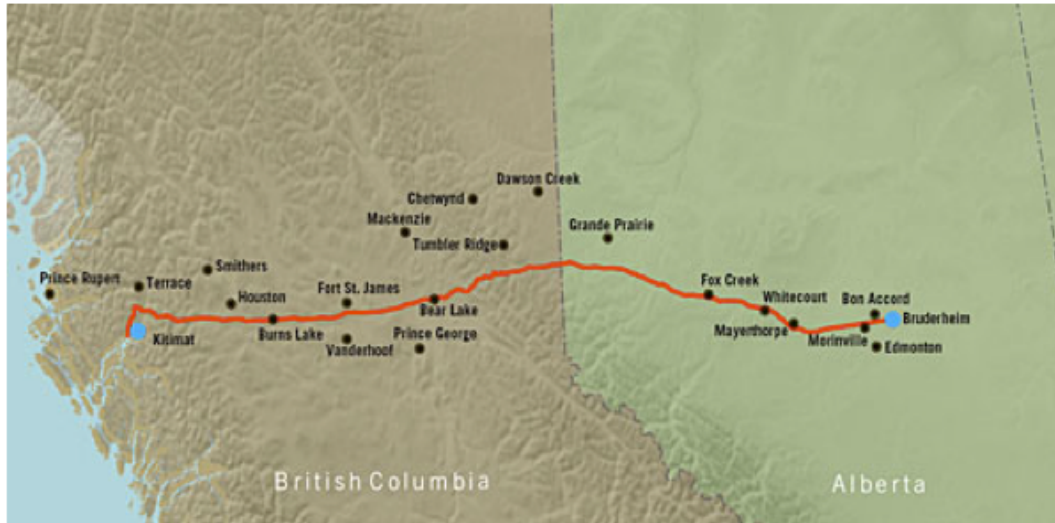 Dawson Creek
Chetwynd
Mackenzie
Grande Prairie
Tumbler Ridge
Smithers
Prince Rupert
Terrace
Fort St. James
Houston
Fox Creek
Bear Lake
Whitecourt
Bon Accord
Bruderheim
Kitimat
Burns Lake
Prince George
Mayerthorpe
Morinville
Vanderhoof
Edmonton
British Columbia
Alberta